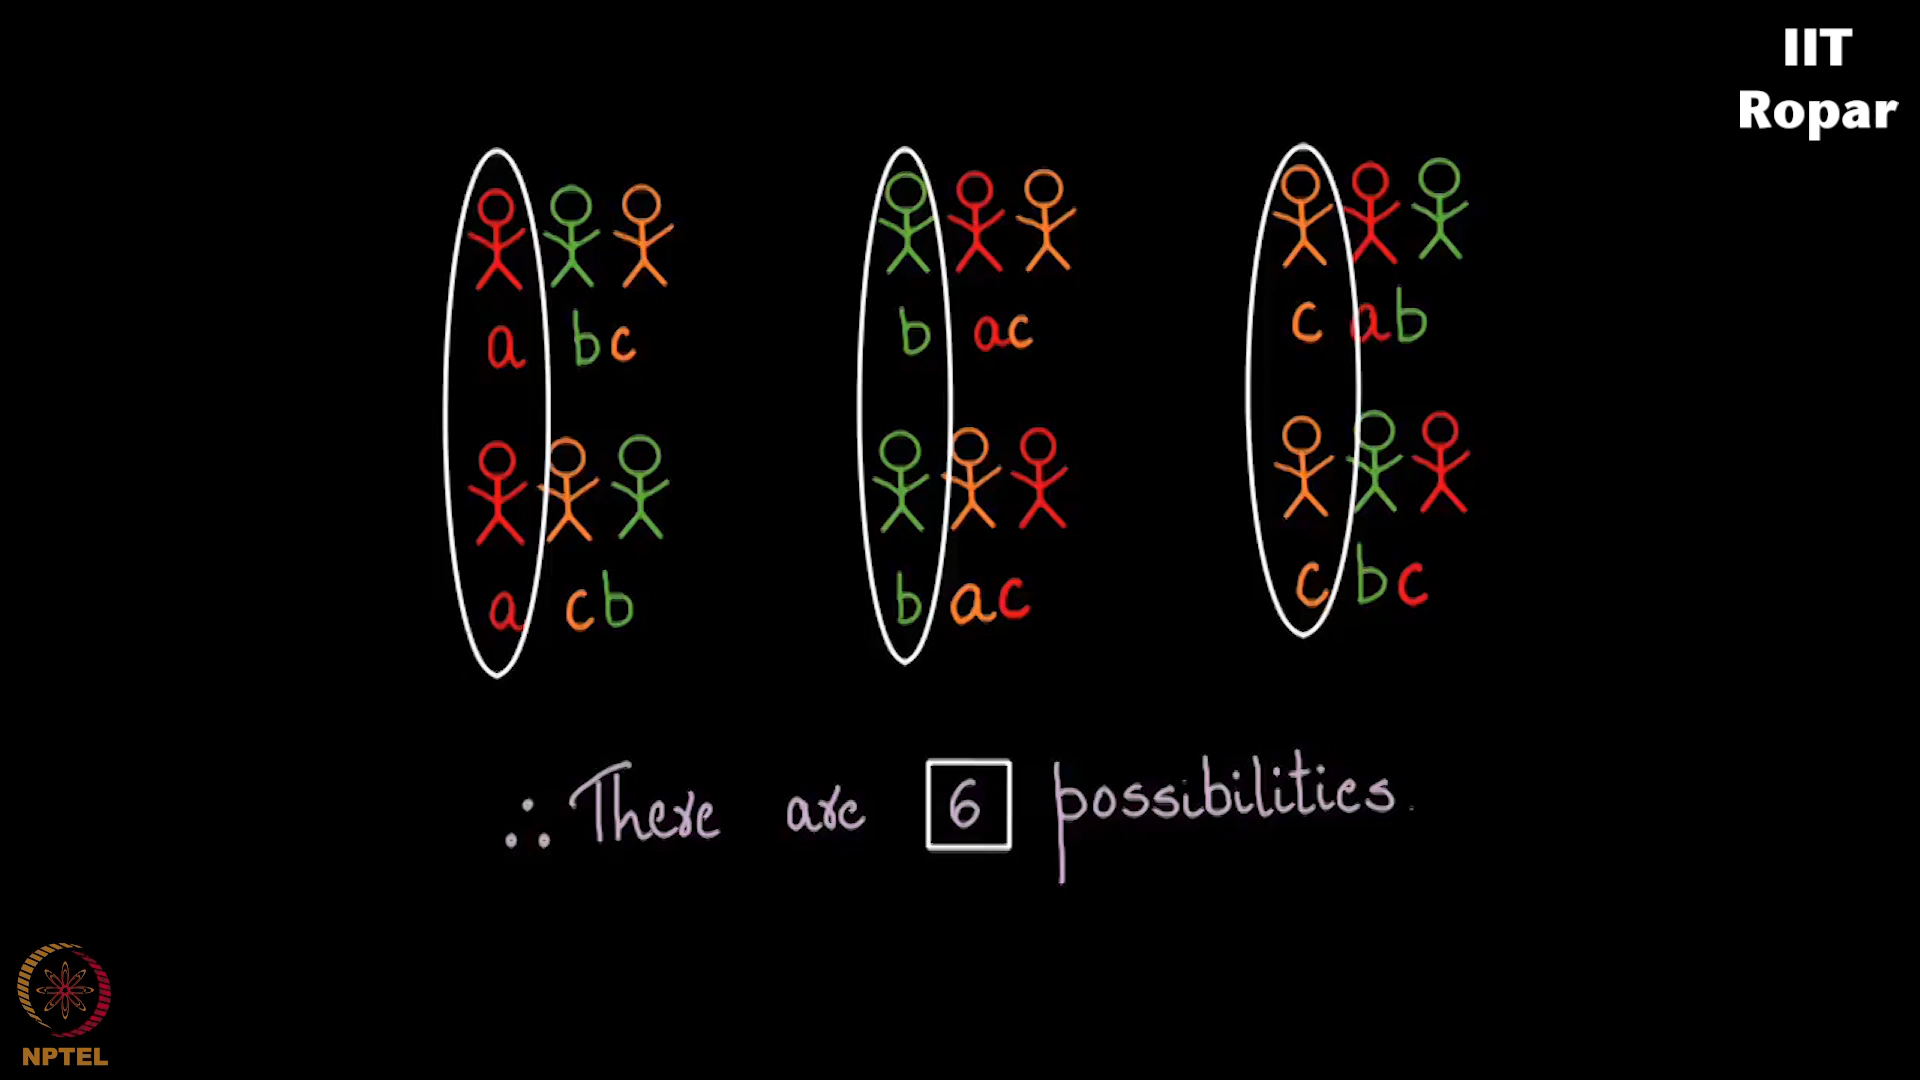 IIT
Ropar
a bc
b ac
c ab
a cb
b ac
c bc
∴ There are 6 possibilities.
NPTEL